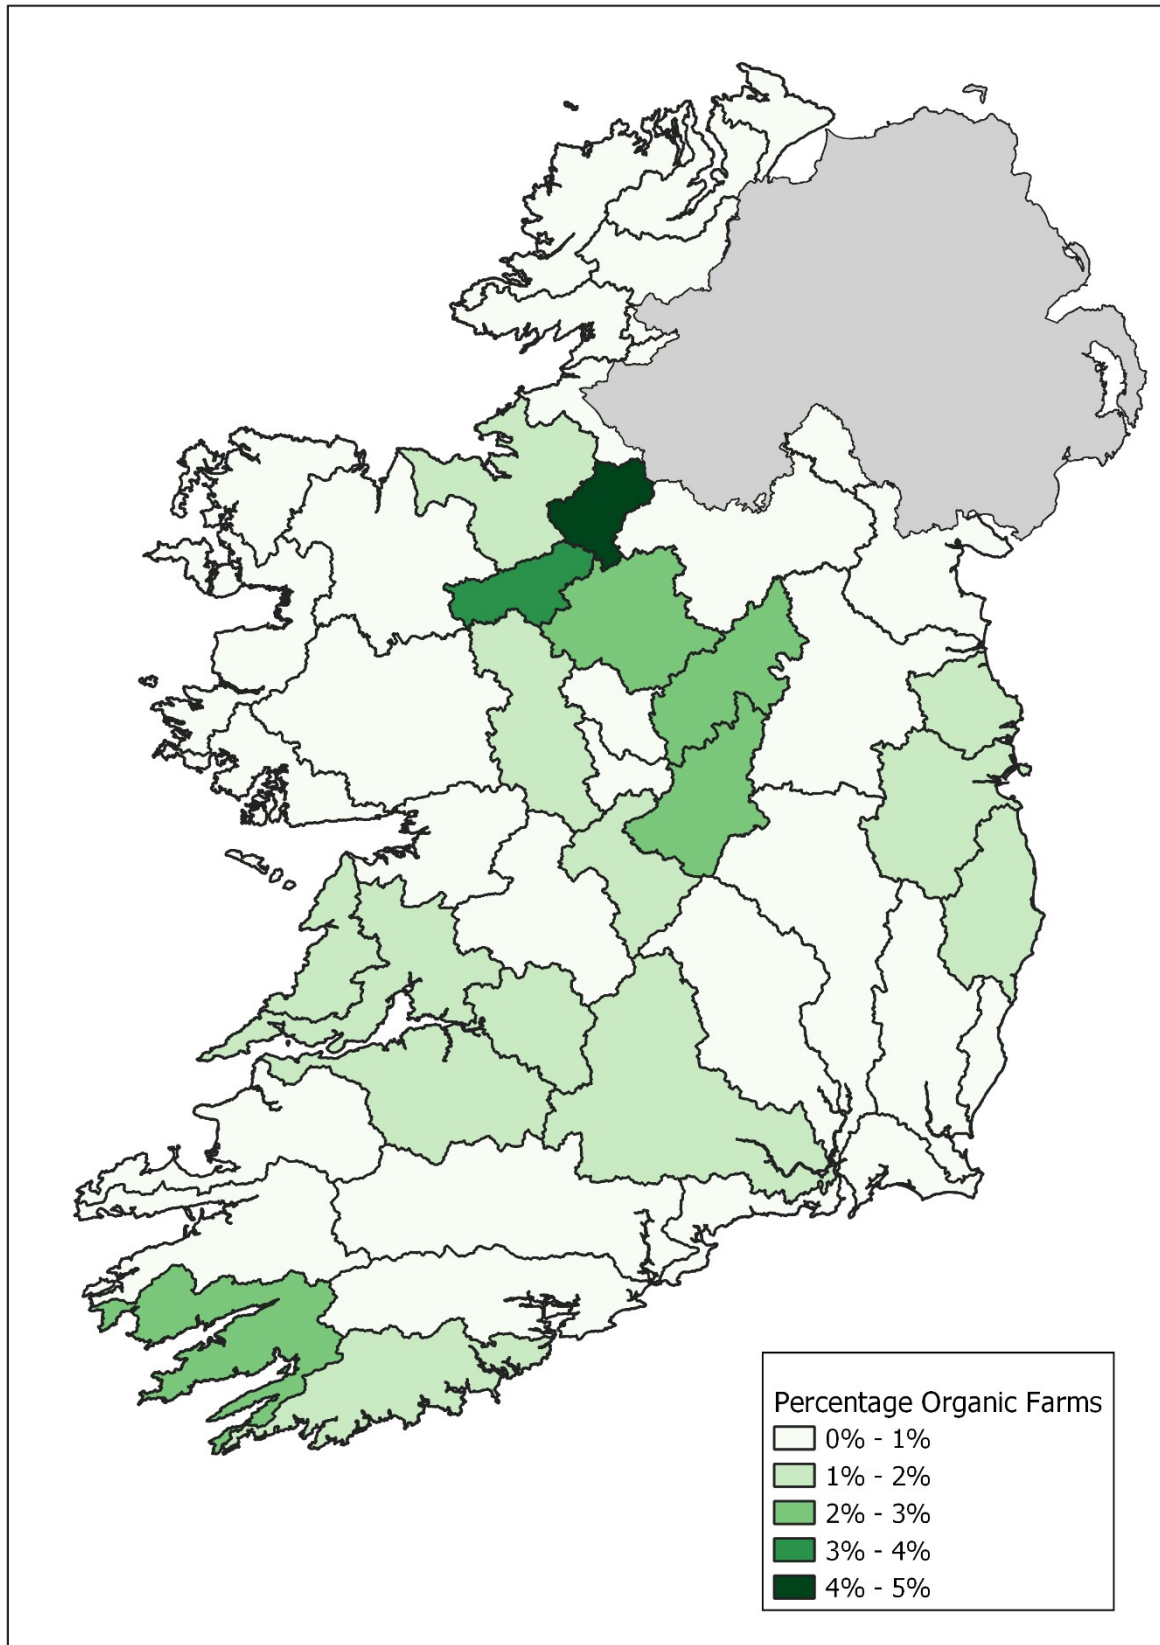 Percentage Organic Farms
0% - 1%
1% - 2%
2% - 3%
3% - 4%
4% - 5%